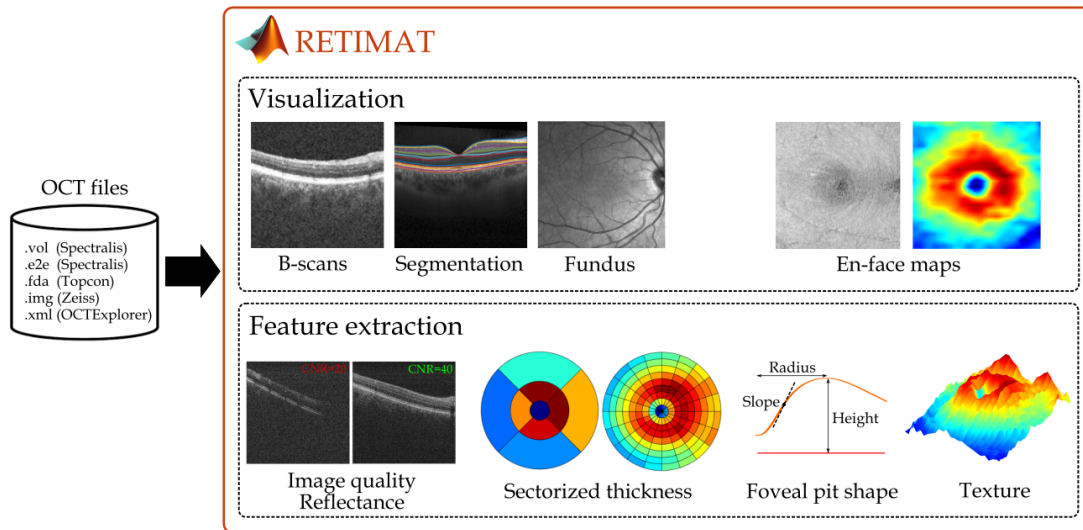 RETIMAT
Visualization
OCT files
.vol (Spectralis)
.e2e (Spectralis)
.fda (Topcon)
.img (Zeiss)
.xml (OCTExplorer)
B-scans
Segmentation
Fundus
En-face maps
Feature extraction
CNR=40
Radius
Slope
Height
Image quality
Reflectance
Sectorized thickness
Foveal pit shape
Texture